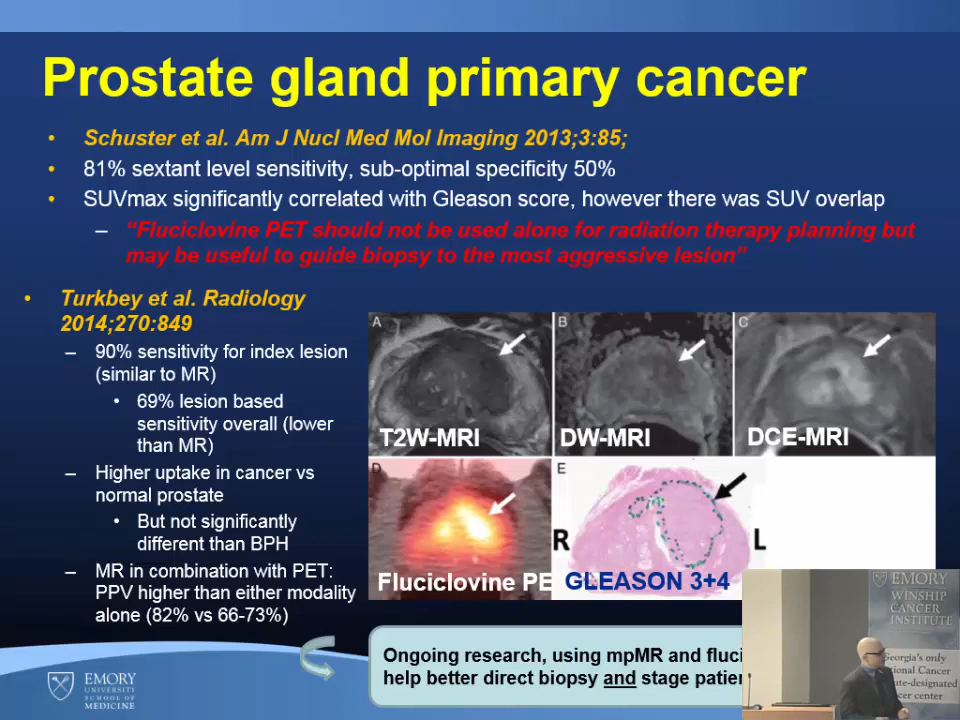 Prostate gland primary cancer
• Schuster et al. Am J Nucl Med Mol Imaging 2013;3:85;
• 81% sextant level sensitivity, sub-optimal specificity 50%
• SUVmax significantly correlated with Gleason score, however there was SUV overlap
– “Fluciclovine PET should not be used alone for radiation therapy planning but
may be useful to guide biopsy to the most aggressive lesion”
• Turkbey et al. Radiology
2014;270:849
– 90% sensitivity for index lesion
(similar to MR)
• 69% lesion based
sensitivity overall (lower
than MR)
– Higher uptake in cancer vs
normal prostate
• But not significantly
different than BPH
– MR in combination with PET:
PPV higher than either modality
alone (82% vs 66-73%)
A
T2W-MRI
B
DW-MRI
C
DCE-MRI
D
Fluciclovine PE
E
R
L
GLEASON 3+4
Ongoing research, using mpMR and fluci
help better direct biopsy and stage patien
EMORY
UNIVERSITY
SCHOOL OF
MEDICINE
EMORY
WINSHIP
CANCER
INSTITUTE
Georgia's only
tional Cancer
ute-designated
cer center